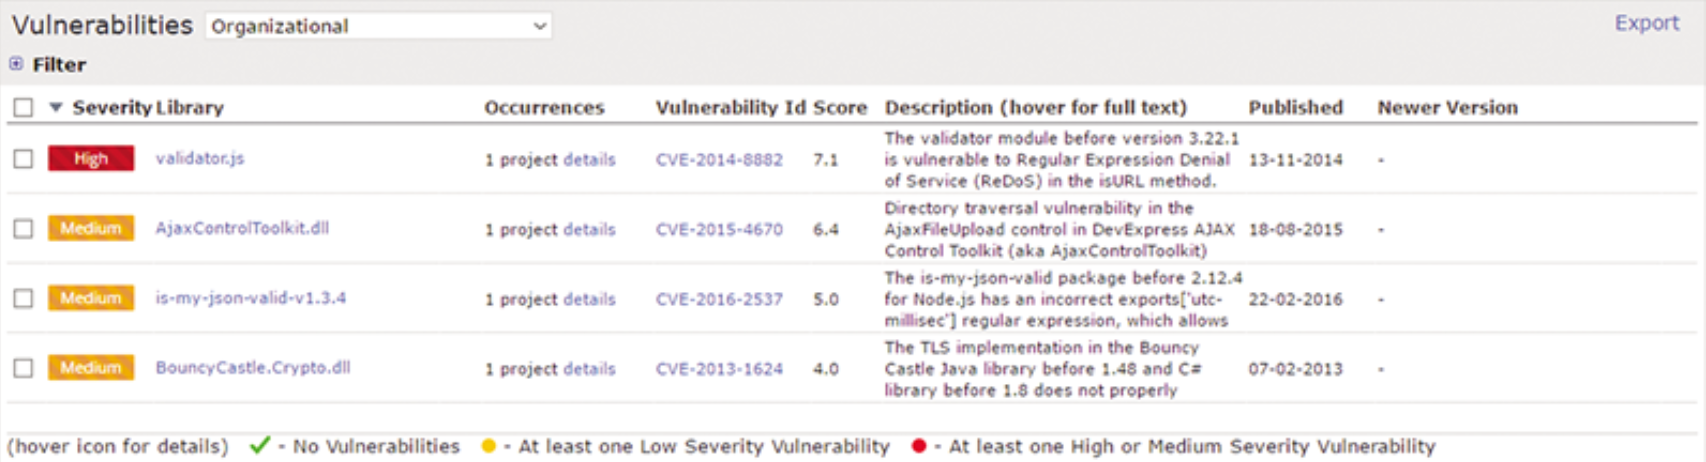 Vulnerabilities Organizational Export
Filter
Severity Library Occurrences Vulnerability Id Score Description (hover for full text) Published Newer Version
The validator module before version 3.22.1
High validator.js 1 project details CVE-2014-8882 7.1 is vulnerable to Regular Expression Denial 13-11-2014 -
of Service (ReDoS) in the isURL method.
Directory traversal vulnerability in the
Medium AjaxControlToolkit.dll 1 project details CVE-2015-4670 6.4 AjaxFileUpload control in DevExpress AJAX 18-08-2015 -
Control Toolkit (aka AjaxControlToolkit)
The is-my-json-valid package before 2.12.4
Medium is-my-json-valid-v1.3.4 1 project details CVE-2016-2537 5.0 for Node.js has an incorrect exports['utc- 22-02-2016 -
millisec'] regular expression, which allows
The TLS implementation in the Bouncy
Medium BouncyCastle.Crypto.dll 1 project details CVE-2013-1624 4.0 Castle Java library before 1.48 and C# 07-02-2013 -
library before 1.8 does not properly
(hover icon for details) ✓ - No Vulnerabilities ● - At least one Low Severity Vulnerability ● - At least one High or Medium Severity Vulnerability